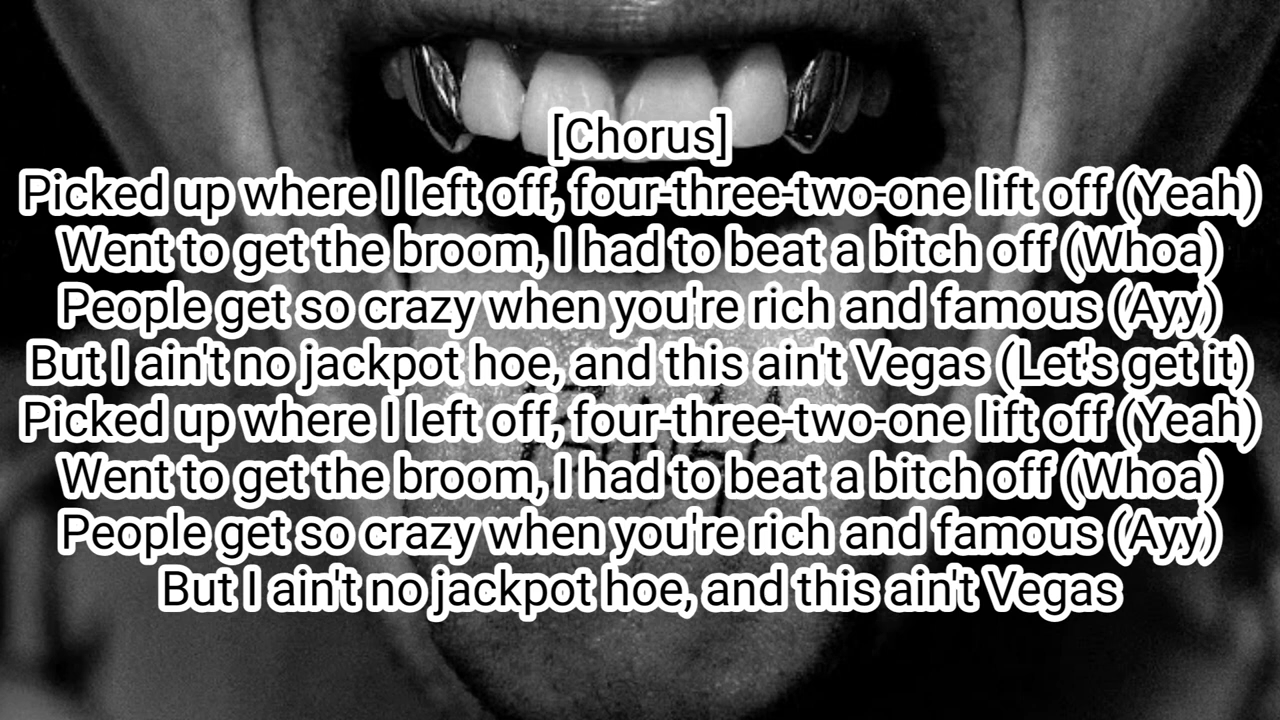 [Chorus]
Picked up where I left off, four-three-two-one lift off (Yeah)
Went to get the broom, I had to beat a bitch off (Whoa)
People get so crazy when you're rich and famous (Ayy)
But I ain't no jackpot hoe, and this ain't Vegas (Let's get it)
Picked up where I left off, four-three-two-one lift off (Yeah)
Went to get the broom, I had to beat a bitch off (Whoa)
People get so crazy when you're rich and famous (Ayy)
But I ain't no jackpot hoe, and this ain't Vegas